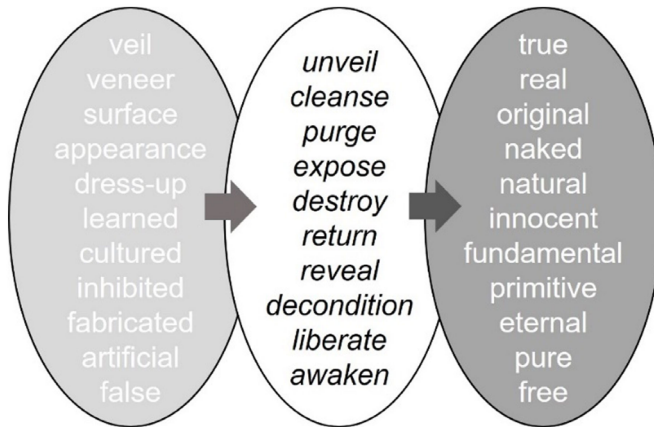 veil
veneer
surface
appearance
dress-up
learned
cultured
inhibited
fabricated
artificial
false
unveil
cleanse
purge
expose
destroy
return
reveal
decondition
liberate
awaken
true
real
original
naked
natural
innocent
fundamental
primitive
eternal
pure
free